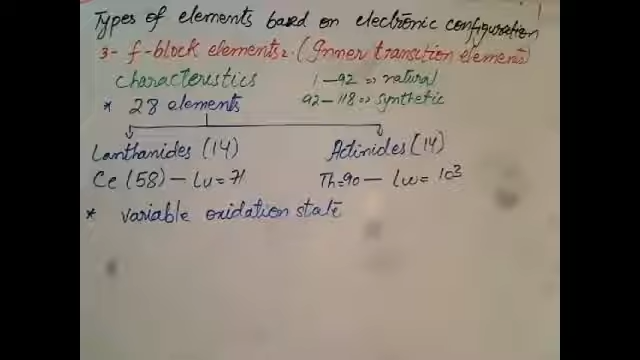 Types of elements based on electronic configuration
3- f-block elements:- (Inner transition elements)
Characteristics
1-92 => natural
92-118 => synthetic
* 28 elements
Lanthanides (14)
Actinides (14)
Ce (58) - Lu = 71
Th=90 - Lw = 103
* variable oxidation state